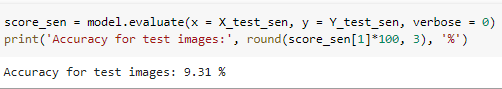 score_sen = model.evaluate(x = X_test_sen, y = Y_test_sen, verbose = 0)
print('Accuracy for test images:', round(score_sen[1]*100, 3), '%')
Accuracy for test images: 9.31 %